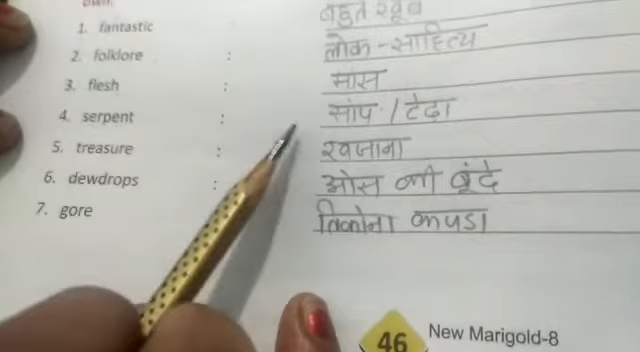 1. fantastic बहुत खूब
2. folklore : लोक-साहित्य
3. flesh : मांस
4. serpent : सांप / टेढ़ा
5. treasure : खजाना
6. dewdrops : ओस की बूंदे
7. gore तिकोना कपडा
46 New Marigold-8